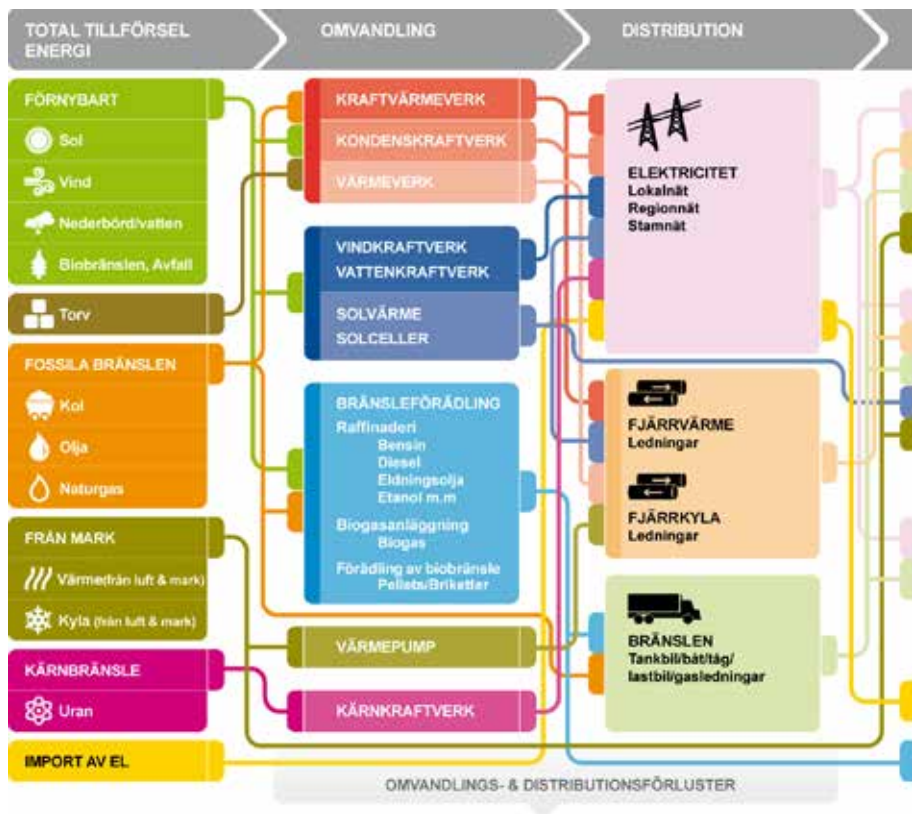 TOTAL TILLFÖRSEL
ENERGI
OMVANDLING
DISTRIBUTION
FÖRNYBART
Sol
Vind
Nederbörd/vatten
Biobränslen, Avfall
Torv
FOSSILA BRÄNSLEN
Kol
Olja
Naturgas
FRÅN MARK
Värme(från luft & mark)
Kyla (från luft & mark)
KÄRNBRÄNSLE
Uran
IMPORT AV EL
KRAFTVÄRMEVERK
KONDENSKRAFTVERK
VÄRMEVERK
VINDKRAFTVERK
VATTENKRAFTVERK
SOLVÄRME
SOLCELLER
BRÄNSLEFÖRÄDLING
Raffinaderi
Bensin
Diesel
Eldningsolja
Etanol m.m
Biogasanläggning
Biogas
Förädling av biobränsle
Pellets/Briketter
VÄRMEPUMP
KÄRNKRAFTVERK
ELEKTRICITET
Lokalnät
Regionnät
Stamnät
FJÄRRVÄRME
Ledningar
FJÄRRKYLA
Ledningar
BRÄNSLEN
Tankbil/båt/tåg/
lastbil/gasledningar
OMVANDLINGS- & DISTRIBUTIONSFÖRLUSTER